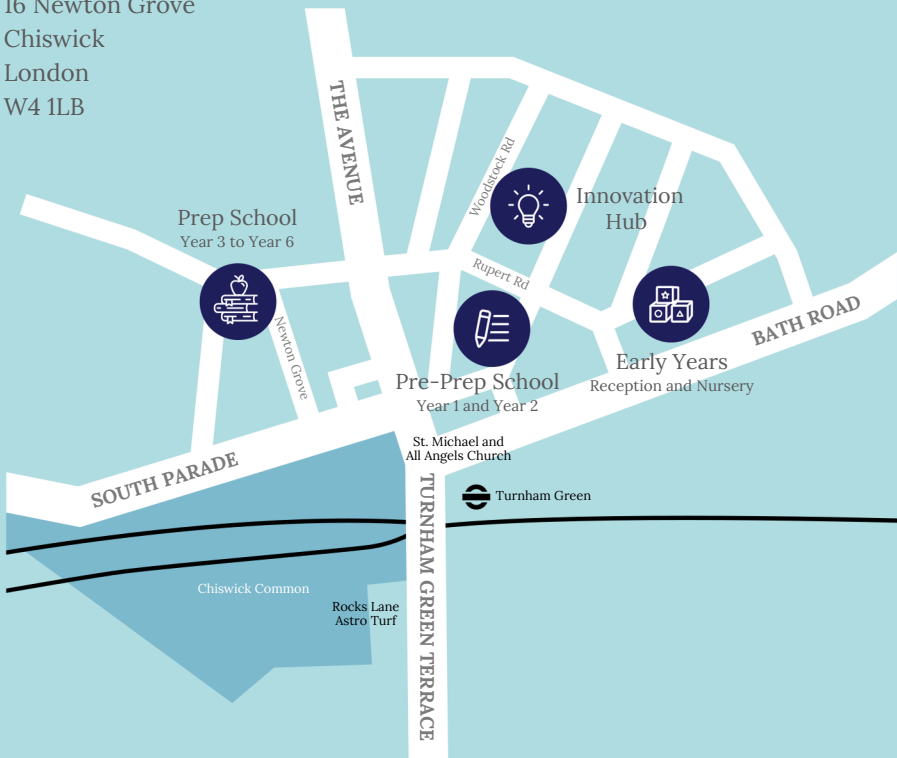 16 Newton Grove
Chiswick
London
W4 1LB
THE AVENUE
Woodstock Rd
Innovation
Hub
Prep School
Year 3 to Year 6
Rupert Rd
Newton Grove
BATH ROAD
Early Years
Reception and Nursery
Pre-Prep School
Year 1 and Year 2
St. Michael and
All Angels Church
SOUTH PARADE
Turnham Green
TURNHAM GREEN TERRACE
Chiswick Common
Rocks Lane
Astro Turf